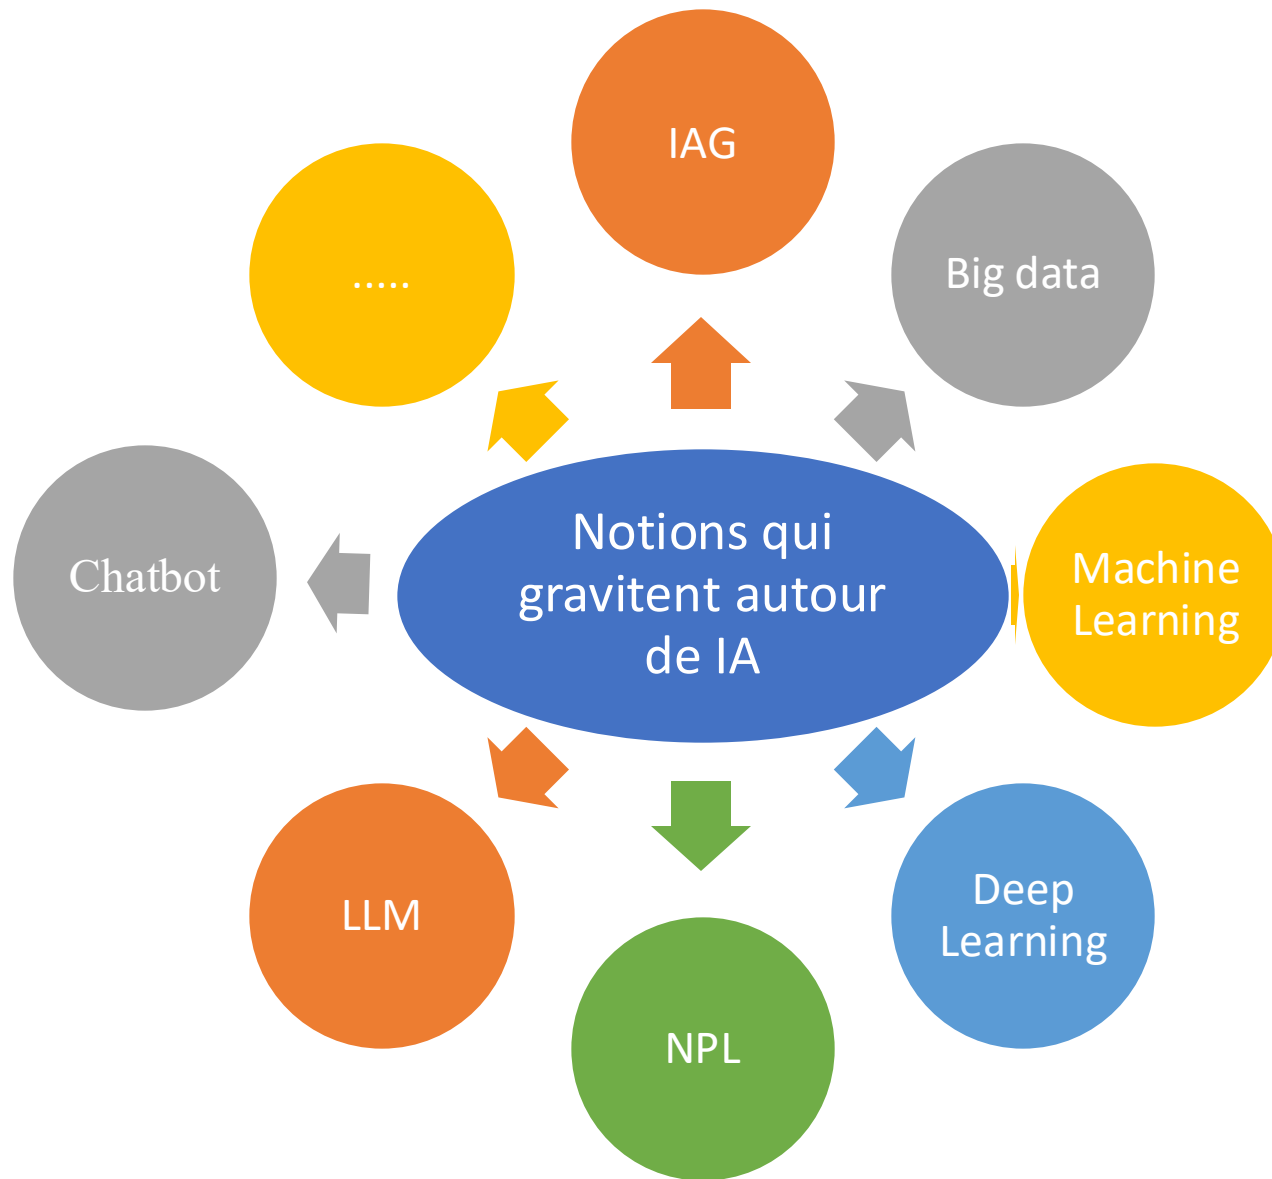 IAG
.....
Big data
Notions qui
gravitent autour
de IA
Chatbot
Machine
Learning
LLM
Deep
Learning
NPL